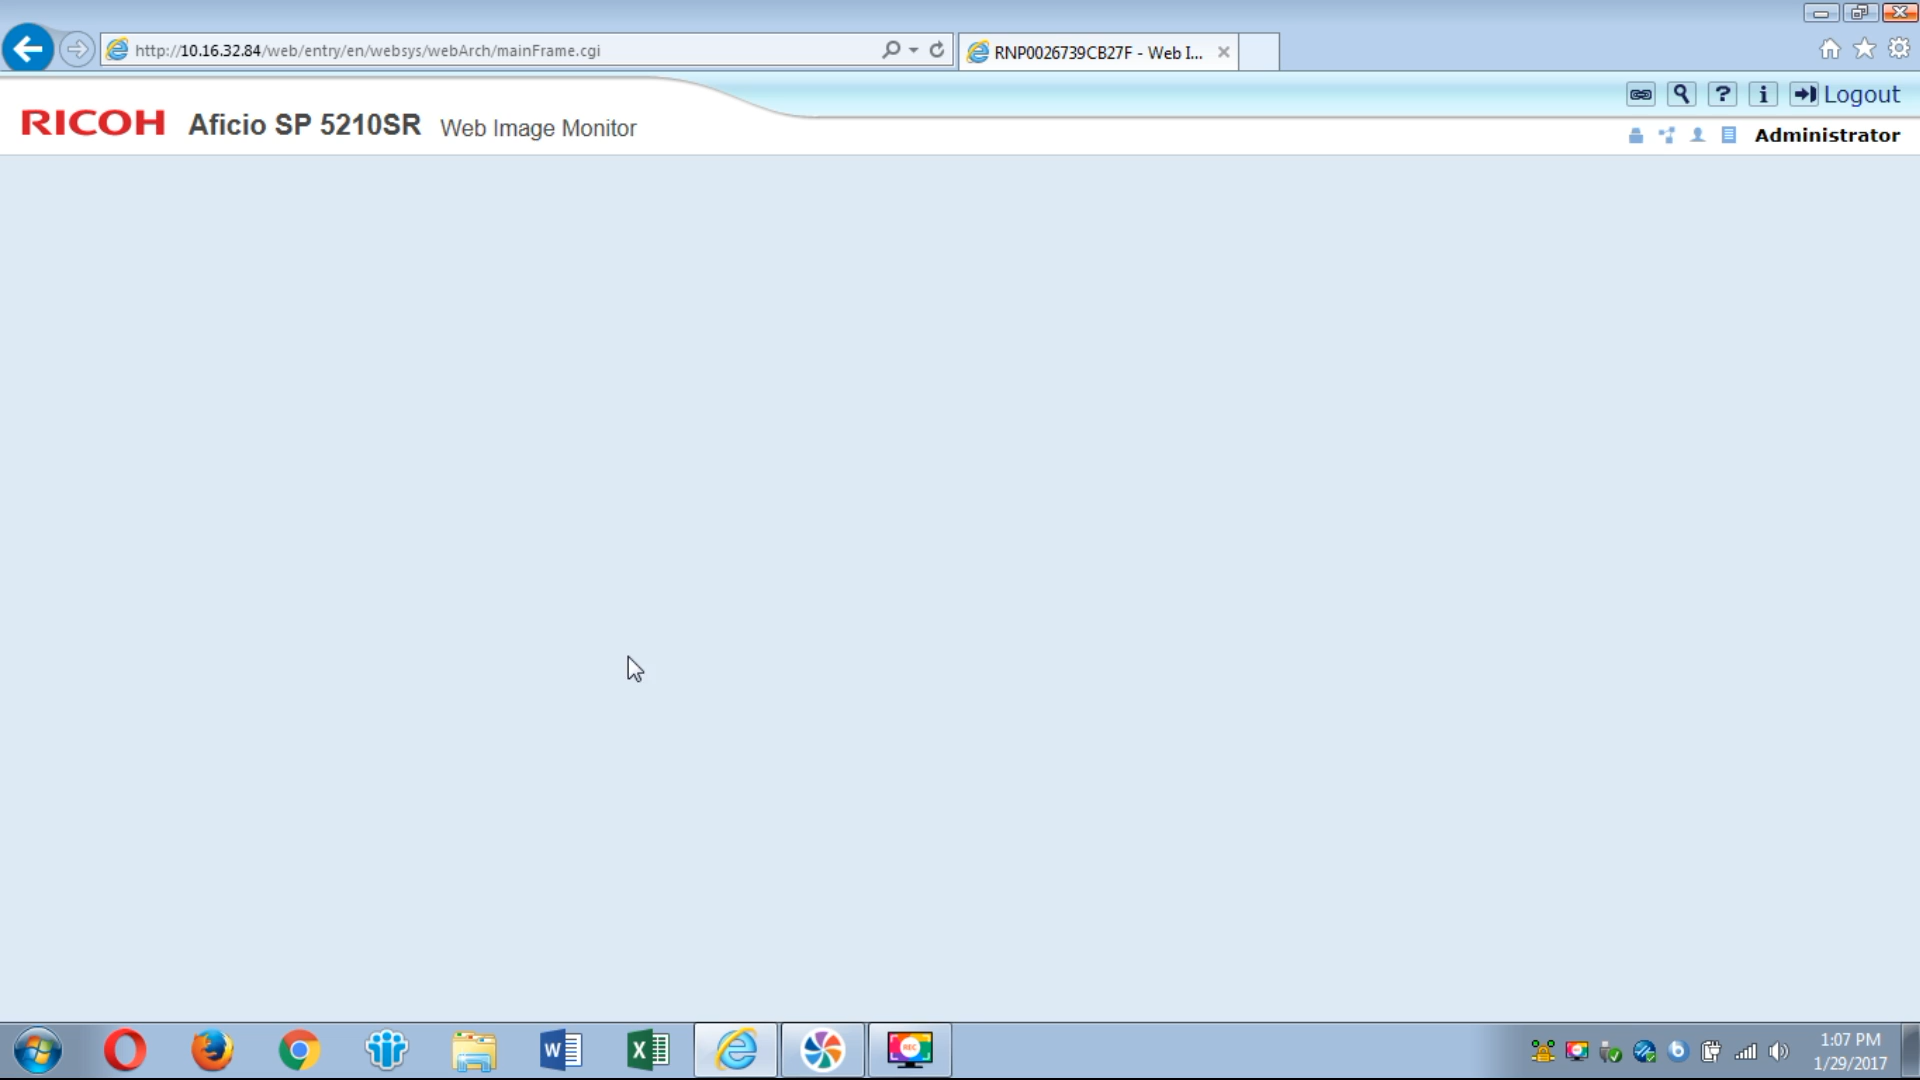 http://10.16.32.84/web/entry/en/websys/webArch/mainFrame.cgi
RNP0026739CB27F - Web I...
Logout
RICOH Aficio SP 5210SR Web Image Monitor
Administrator
1:07 PM
1/29/2017